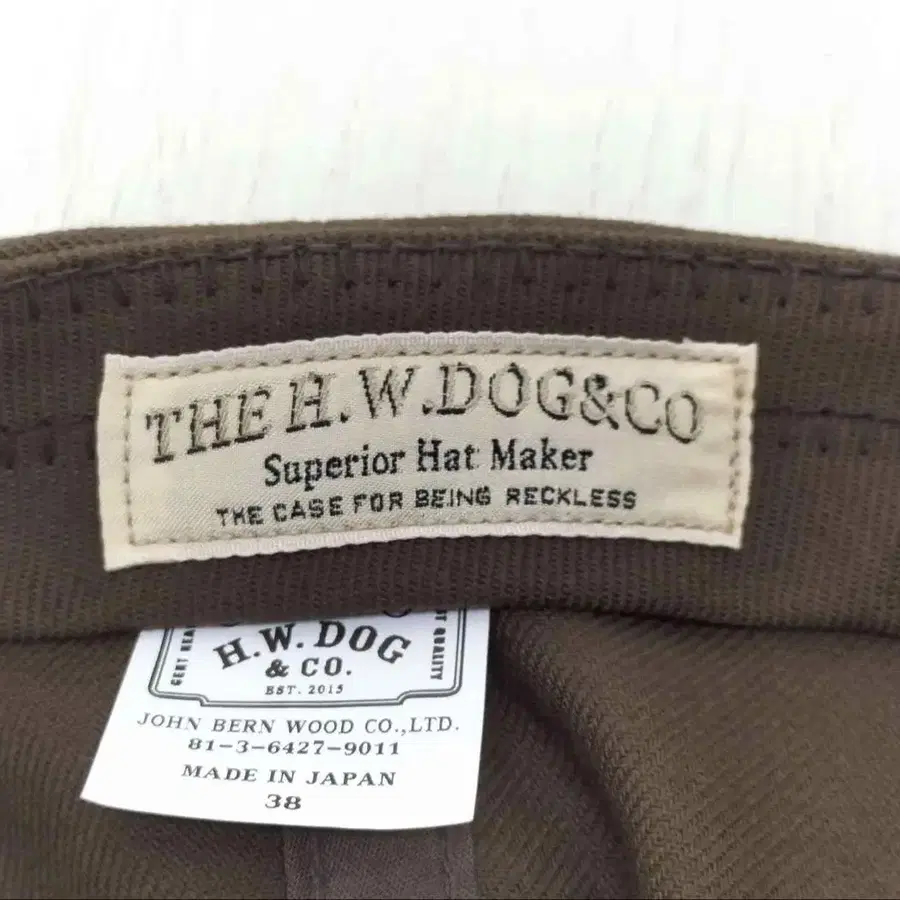 THE H.W.DOG&CO
Superior Hat Maker
THE CASE FOR BEING RECKLESS
H.W.DOG
& CO.
EST. 2015
QUALITY
JOHN BERN WOOD CO.,LTD.
81-3-6427-9011
MADE IN JAPAN
38